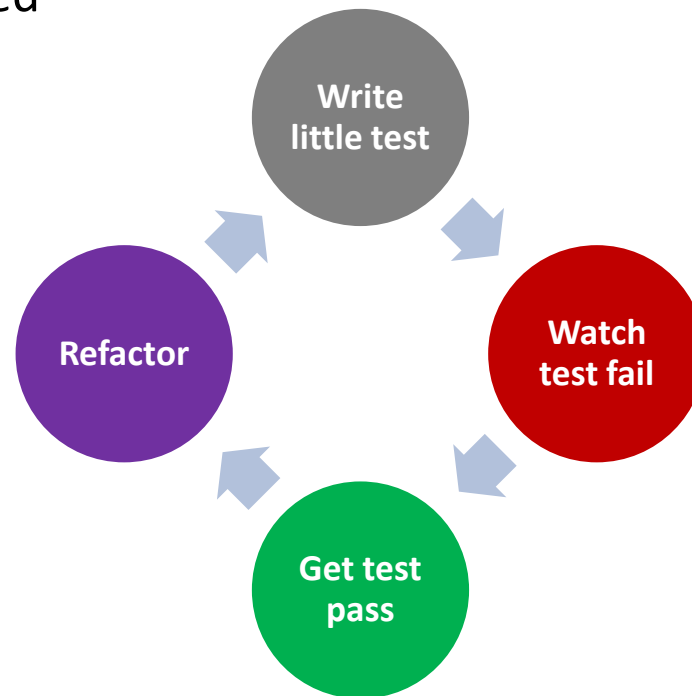 Write
little test
Watch
test fail
Get test
pass
Refactor